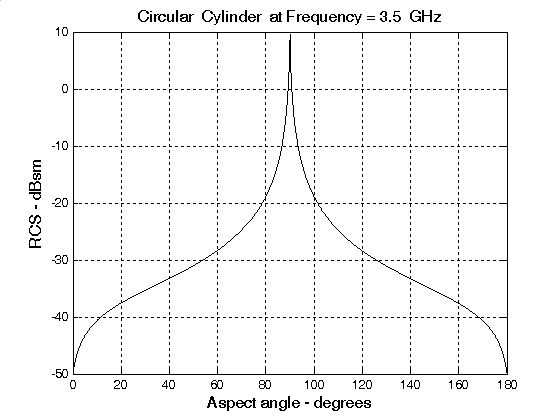 Circular Cylinder at Frequency = 3.5 GHz
10
0
-10
-20
-30
-40
-50
RCS - dBsm
0 20 40 60 80 100 120 140 160 180
Aspect angle - degrees